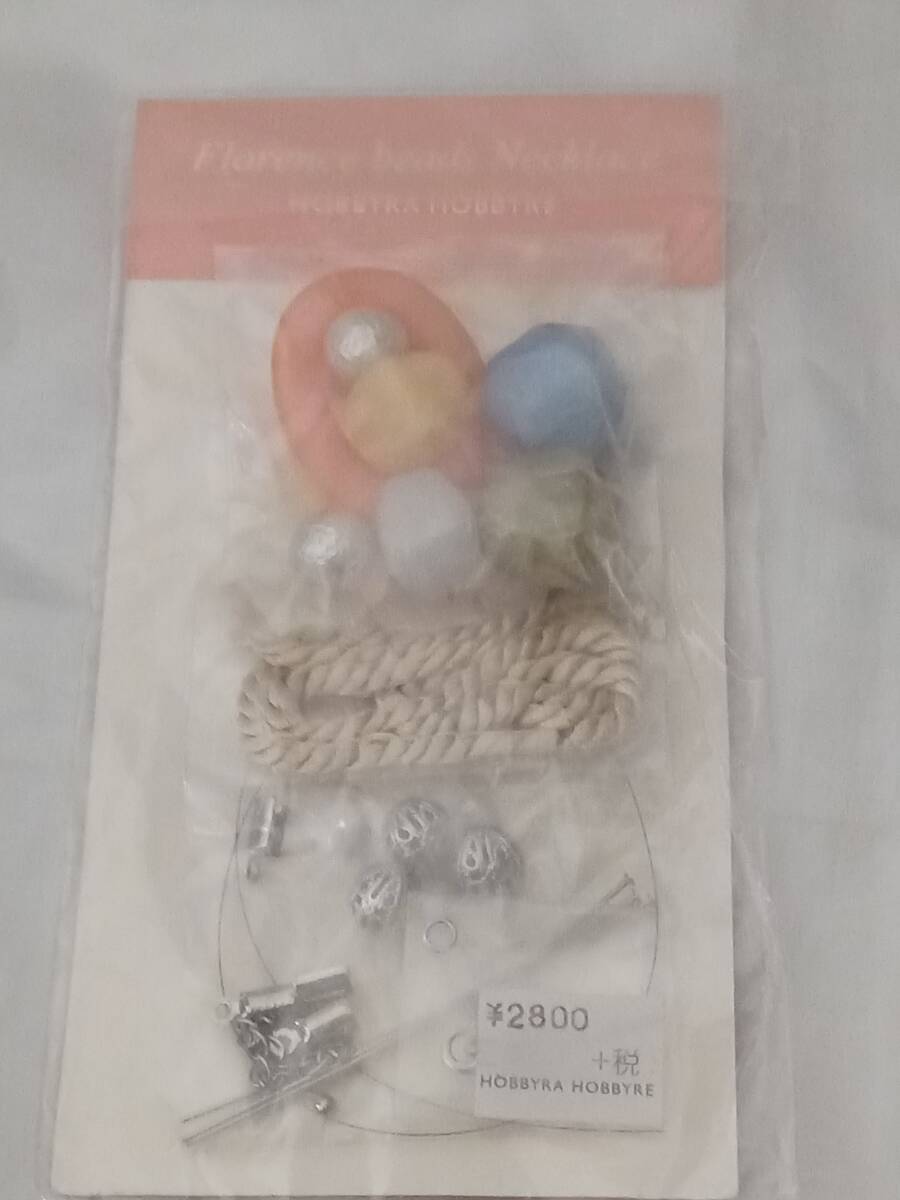 Florence beads Necklace
HOBBYRA HOBBYRE
¥2800
+税
HOBBYRA HOBBYRE